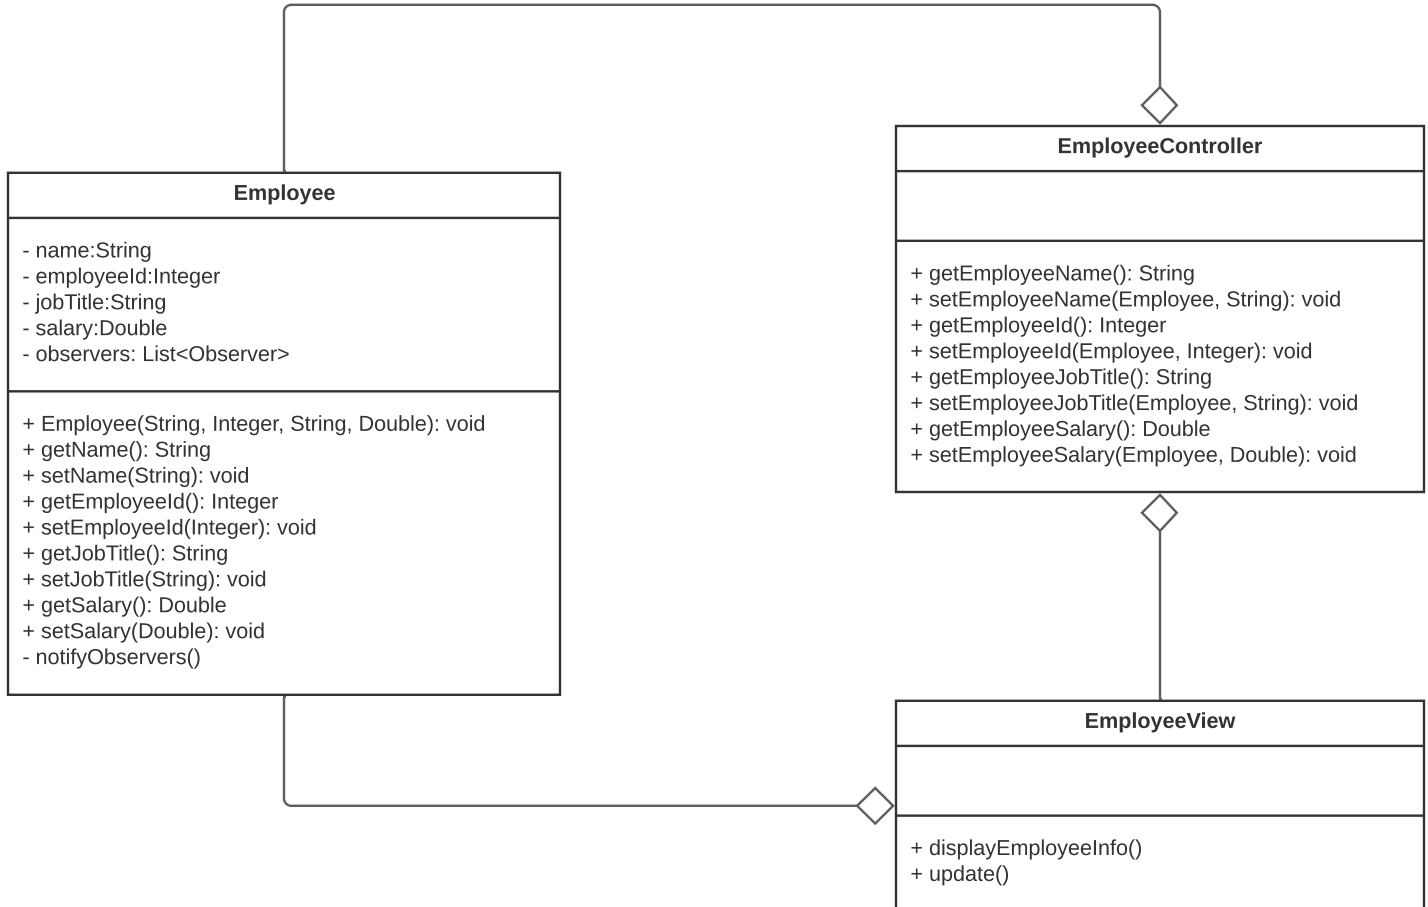 Employee
- name:String
- employeeId:Integer
- jobTitle:String
- salary:Double
- observers: List<Observer>
+ Employee(String, Integer, String, Double): void
+ getName(): String
+ setName(String): void
+ getEmployeeId(): Integer
+ setEmployeeId(Integer): void
+ getJobTitle(): String
+ setJobTitle(String): void
+ getSalary(): Double
+ setSalary(Double): void
- notifyObservers()
EmployeeController
+ getEmployeeName(): String
+ setEmployeeName(Employee, String): void
+ getEmployeeId(): Integer
+ setEmployeeId(Employee, Integer): void
+ getEmployeeJobTitle(): String
+ setEmployeeJobTitle(Employee, String): void
+ getEmployeeSalary(): Double
+ setEmployeeSalary(Employee, Double): void
EmployeeView
+ displayEmployeeInfo()
+ update()